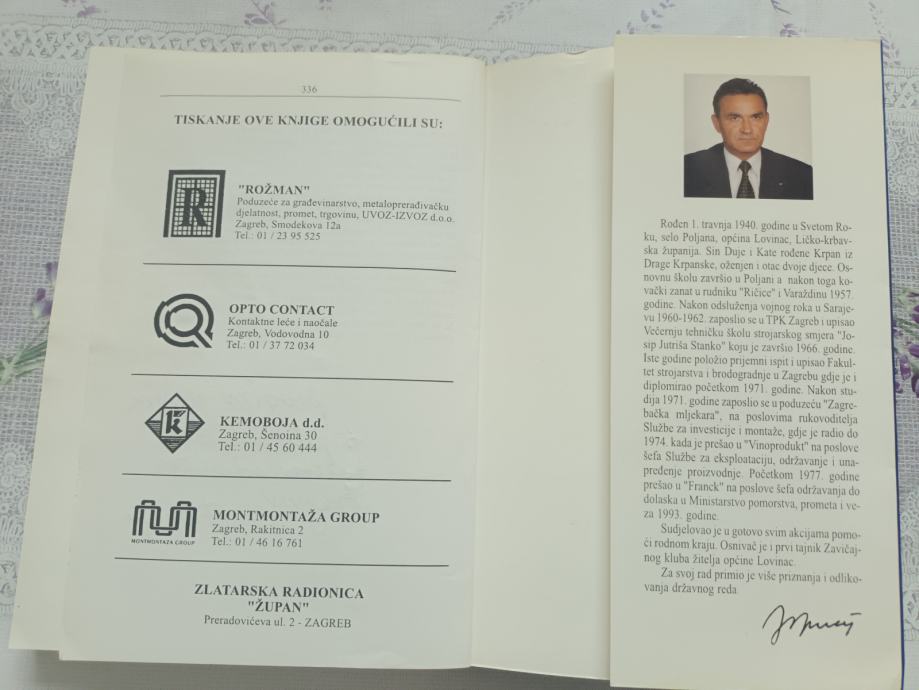 336
TISKANJE OVE KNJIGE OMOGUĆILI SU:
R
"ROŽMAN"
Poduzeće za građevinarstvo, metaloprerađivačku
djelatnost, promet, trgovinu, UVOZ-IZVOZ d.o.o.
Zagreb, Smodekova 12a
Tel.: 01 / 23 95 525
OPTO CONTACT
Kontaktne leće i naočale
Zagreb, Vodovodna 10
Tel.: 01 / 37 72 034
k
KEMOBOJA d.d.
Zagreb, Šenoina 30
Tel.: 01 / 45 60 444
MONTMONTAŽA GROUP
MONTMONTAŽA GROUP
Zagreb, Rakitnica 2
Tel.: 01 / 46 16 761
ZLATARSKA RADIONICA
"ŽUPAN"
Preradovićeva ul. 2 - ZAGREB
Rođen 1. travnja 1940. godine u Svetom Ro-
ku, selo Poljana, općina Lovinac, Ličko-krbav-
ska županija. Sin Duje i Kate rođene Krpan iz
Drage Krpanske, oženjen i otac dvoje djece. Os-
novnu školu završio u Poljani a nakon toga ko-
vački zanat u rudniku "Ričice" i Varaždinu 1957.
godine. Nakon odsluženja vojnog roka u Saraje-
vu 1960-1962. zaposlio se u TPK Zagreb i upisao
Večernju tehničku školu strojarskog smjera "Jo-
sip Jutriša Stanko" koju je završio 1966. godine.
Iste godine položio prijemni ispit i upisao Fakul-
tet strojarstva i brodogradnje u Zagrebu gdje je i
diplomirao početkom 1971. godine. Nakon stu-
dija 1971. godine zaposlio se u poduzeću "Zagre-
bačka mljekara", na poslovima rukovoditelja
Službe za investicije i montaže, gdje je radio do
1974. kada je prešao u "Vinoprodukt" na poslove
šefa Službe za eksploataciju, održavanje i una-
pređenje proizvodnje. Početkom 1977. godine
prešao u "Franck" na poslove šefa održavanja do
dolaska u Ministarstvo pomorstva, prometa i ve-
za 1993. godine.
Sudjelovao je u gotovo svim akcijama pomo-
ći rodnom kraju. Osnivač je i prvi tajnik Zavičaj-
nog kluba žitelja općine Lovinac.
Za svoj rad primio je više priznanja i odliko-
vanja državnog reda.